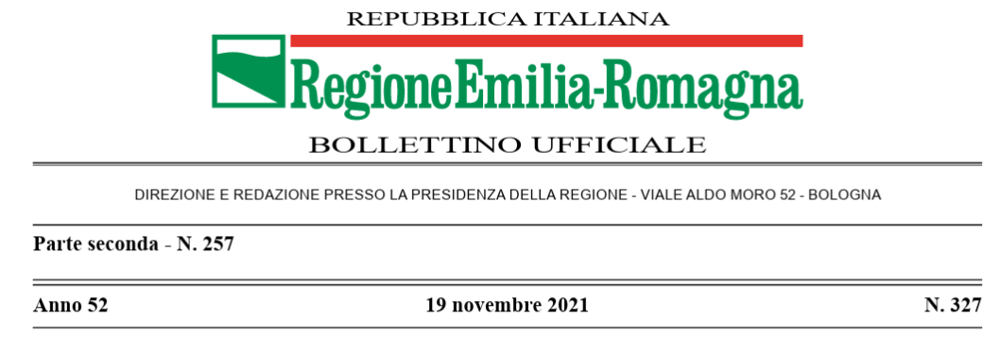 REPUBBLICA ITALIANA
RegioneEmilia-Romagna
BOLLETTINO UFFICIALE
DIREZIONE E REDAZIONE PRESSO LA PRESIDENZA DELLA REGIONE - VIALE ALDO MORO 52 - BOLOGNA
Parte seconda - N. 257
Anno 52 19 novembre 2021 N. 327